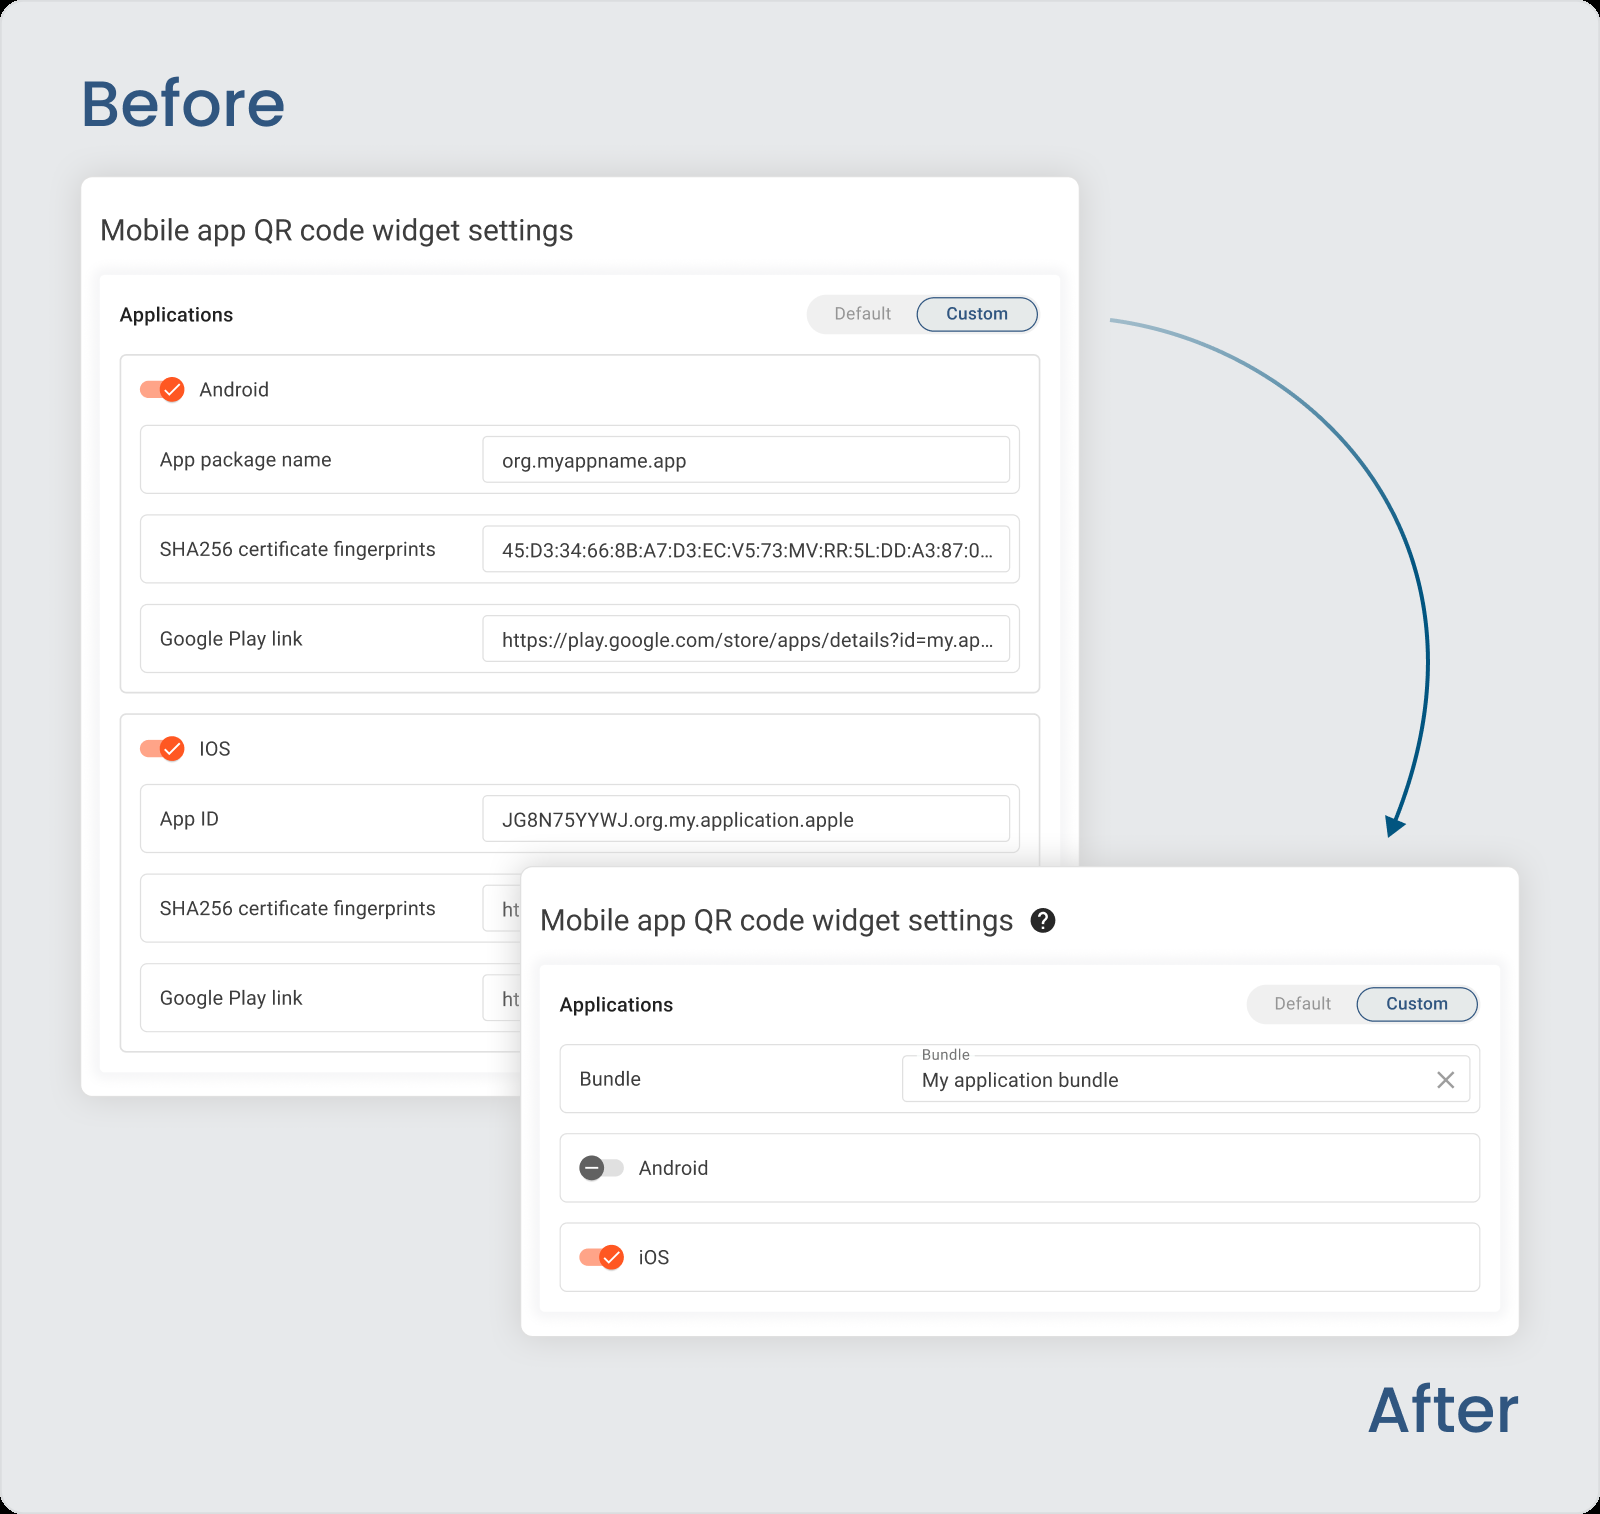 Before
Mobile app QR code widget settings
Applications
Default Custom
Android
App package name org.myappname.app
SHA256 certificate fingerprints 45:D3:34:66:8B:A7:D3:EC:V5:73:MV:RR:5L:DD:A3:87:0...
Google Play link https://play.google.com/store/apps/details?id=my.ap...
IOS
App ID JG8N75YYWJ.org.my.application.apple
SHA256 certificate fingerprints ht
Google Play link ht
Mobile app QR code widget settings ?
Applications
Default Custom
Bundle
Bundle My application bundle
Android
iOS
After